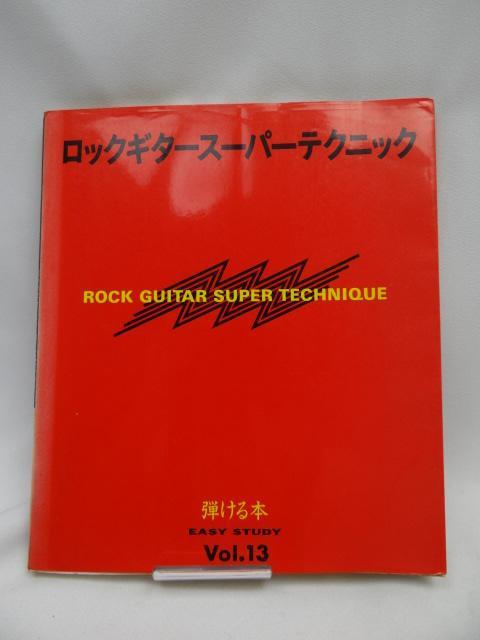 ロックギタースーパーテクニック
ROCK GUITAR SUPER TECHNIQUE
弾ける本
EASY STUDY
Vol.13